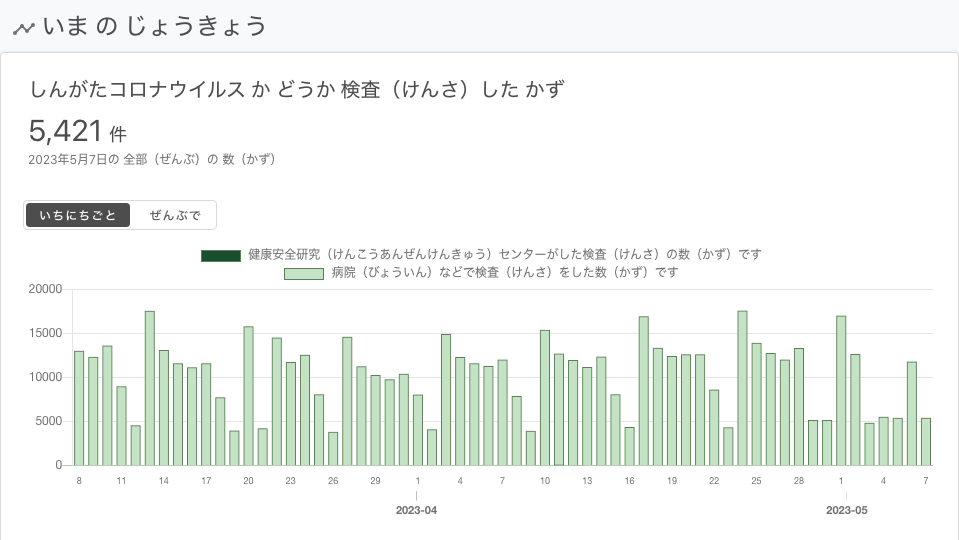 いま の じょうきょう
しんがたコロナウイルス か どうか 検査（けんさ）した かず
5,421 件
2023年5月7日の 全部（ぜんぶ）の 数（かず）
いちにちごと ぜんぶで
健康安全研究（けんこうあんぜんけんきゅう）センターがした検査（けんさ）の数（かず）です
病院（びょういん）などで検査（けんさ）をした数（かず）です
20000
15000
10000
5000
0
8 11 14 17 20 23 26 29 1 4 7 10 13 16 19 22 25 28 1 4 7
2023-04 2023-05